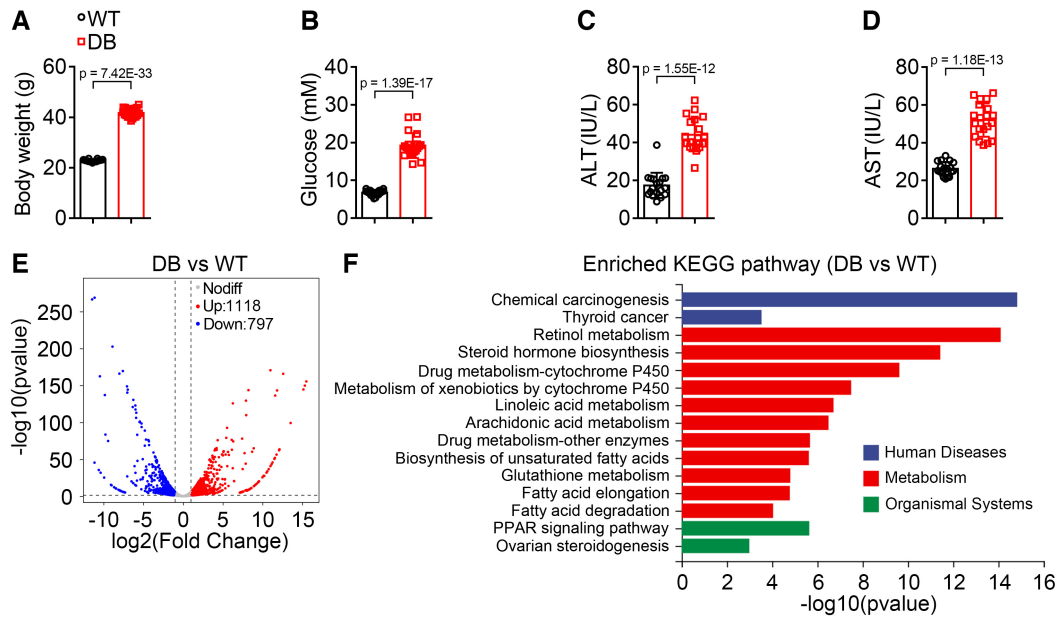 A
WT
DB
Body weight (g)
60
40
20
0
p = 7.42E-33
B
Glucose (mM)
40
30
20
10
0
p = 1.39E-17
C
ALT(IU/L)
80
60
40
20
0
p = 1.55E-12
D
AST(IU/L)
80
60
40
20
0
p = 1.18E-13
E
DB vs WT
Nodiff
Up:1118
Down:797
-log10(pvalue)
250
200
150
100
50
0
-10 -5 0 5 10 15
log2(Fold Change)
F
Enriched KEGG pathway (DB vs WT)
Chemical carcinogenesis
Thyroid cancer
Retinol metabolism
Steroid hormone biosynthesis
Drug metabolism-cytochrome P450
Metabolism of xenobiotics by cytochrome P450
Linoleic acid metabolism
Arachidonic acid metabolism
Drug metabolism-other enzymes
Biosynthesis of unsaturated fatty acids
Glutathione metabolism
Fatty acid elongation
Fatty acid degradation
PPAR signaling pathway
Ovarian steroidogenesis
Human Diseases
Metabolism
Organismal Systems
0 2 4 6 8 10 12 14 16
-log10(pvalue)